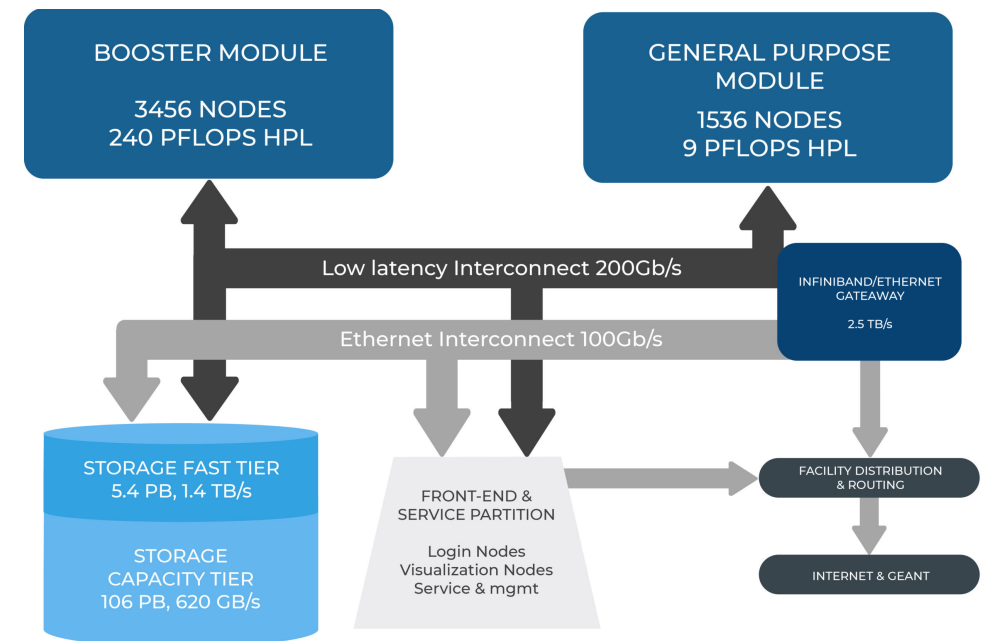 BOOSTER MODULE
3456 NODES
240 PFLOPS HPL
GENERAL PURPOSE
MODULE
1536 NODES
9 PFLOPS HPL
Low latency Interconnect 200Gb/s
INFINIBAND/ETHERNET
GATEAWAY
2.5 TB/s
Ethernet Interconnect 100Gb/s
STORAGE FAST TIER
5.4 PB, 1.4 TB/s
STORAGE
CAPACITY TIER
106 PB, 620 GB/s
FRONT-END &
SERVICE PARTITION
Login Nodes
Visualization Nodes
Service & mgmt
FACILITY DISTRIBUTION
& ROUTING
INTERNET & GEANT